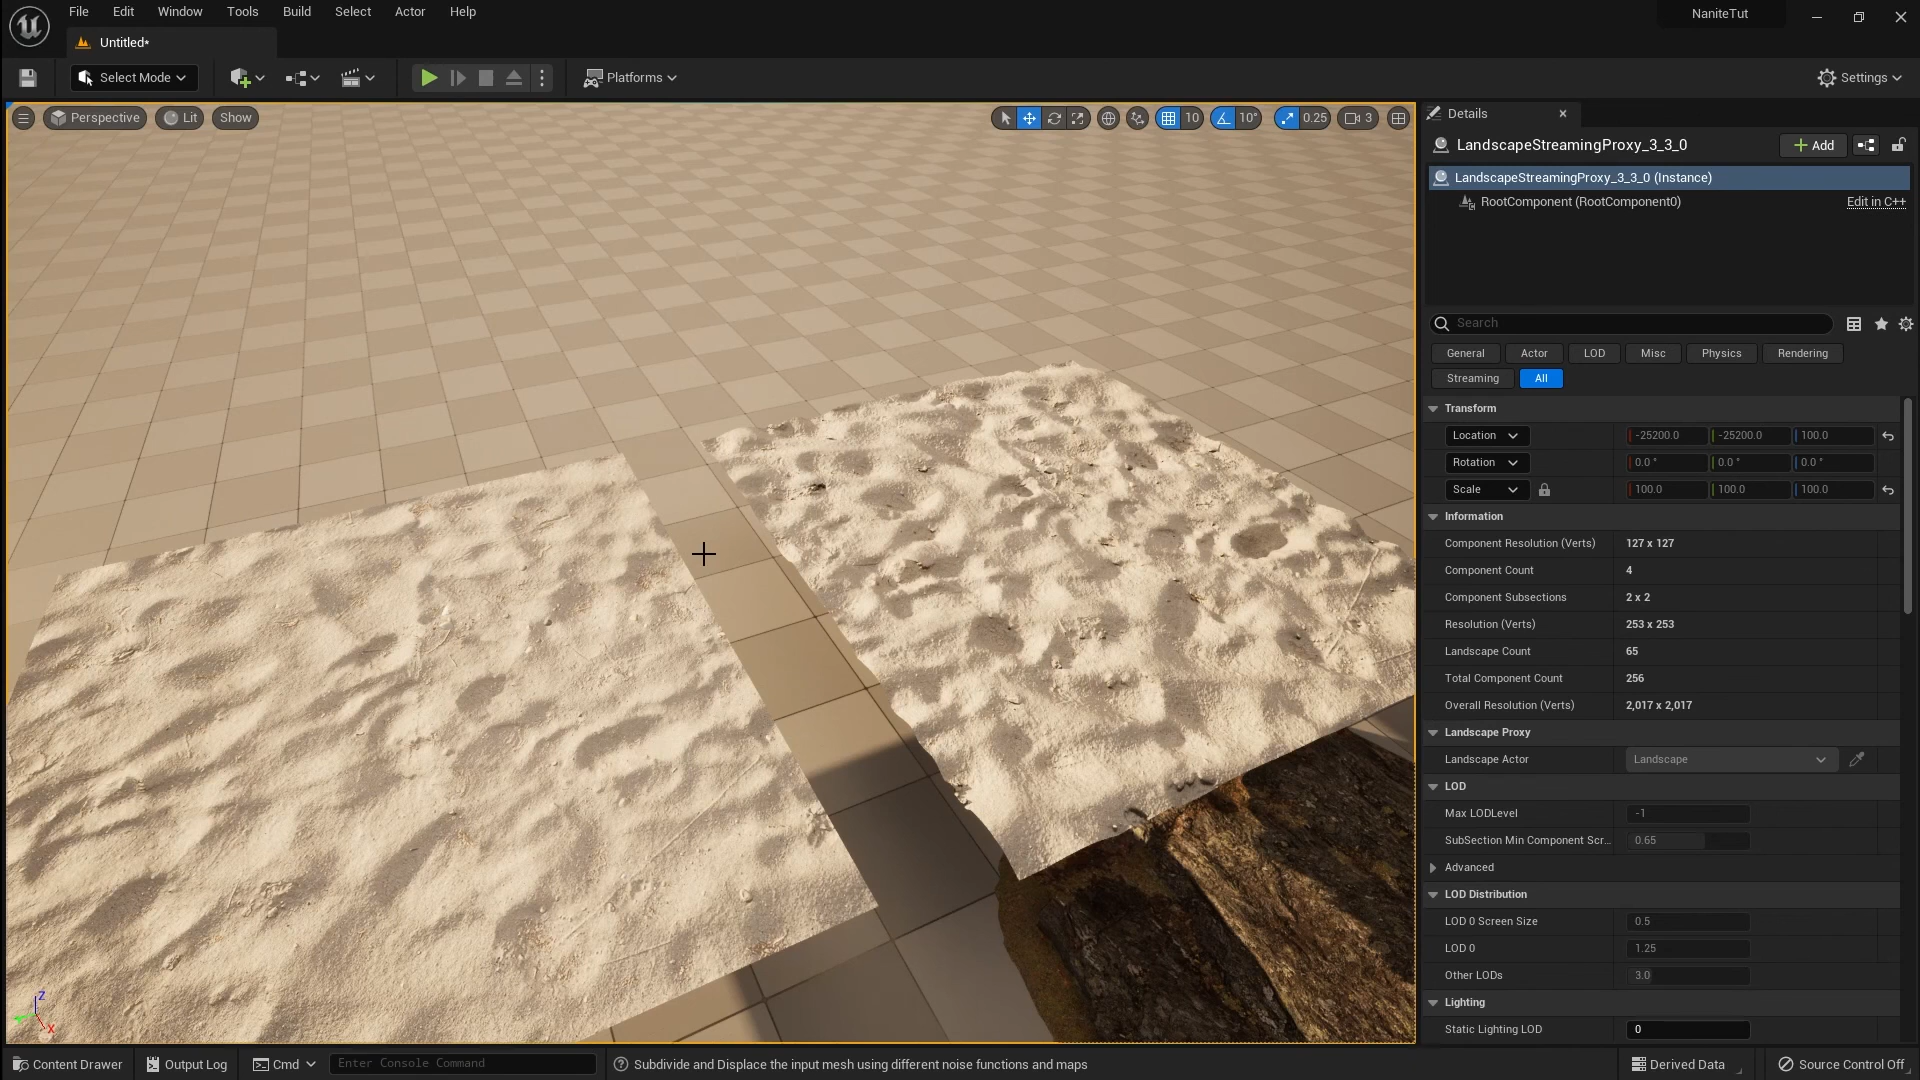 File Edit Window Tools Build Select Actor Help
NaniteTut
Untitled*
Select Mode
Platforms
Settings
Perspective Lit Show
10 10° 0.25 3
Details
LandscapeStreamingProxy_3_3_0
Add
LandscapeStreamingProxy_3_3_0 (Instance)
RootComponent (RootComponent0) Edit in C++
Search
General Actor LOD Misc Physics Rendering
Streaming All
Transform
Location -25200.0 -25200.0 100.0
Rotation 0.0° 0.0° 0.0°
Scale 100.0 100.0 100.0
Information
Component Resolution (Verts) 127 x 127
Component Count 4
Component Subsections 2 x 2
Resolution (Verts) 253 x 253
Landscape Count 65
Total Component Count 256
Overall Resolution (Verts) 2,017 x 2,017
Landscape Proxy
Landscape Actor Landscape
LOD
Max LODLevel -1
SubSection Min Component Scr... 0.65
Advanced
LOD Distribution
LOD 0 Screen Size 0.5
LOD 0 1.25
Other LODs 3.0
Lighting
Static Lighting LOD 0
Z
X
Content Drawer Output Log Cmd Enter Console Command Subdivide and Displace the input mesh using different noise functions and maps Derived Data Source Control Off